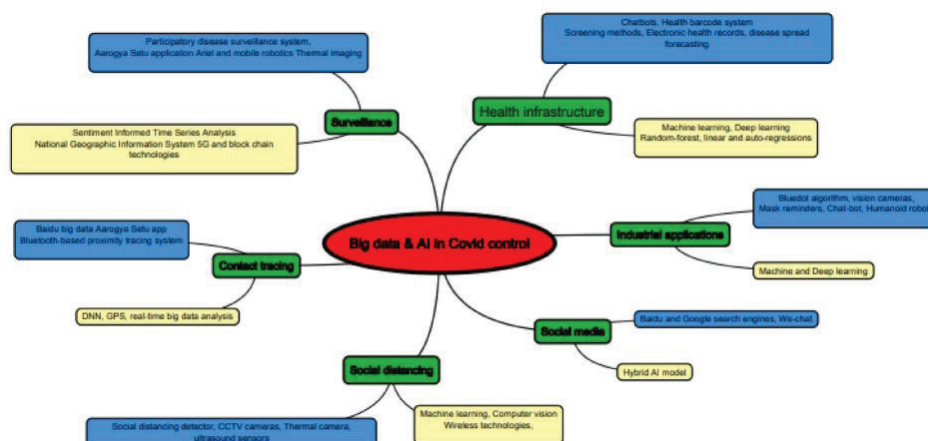 Chatbots, Health barcode system
Screening methods, Electronic health records, disease spread
forecasting
Participatory disease surveillance system,
Aarogya Setu application Ariel and mobile robotics Thermal imaging
Health infrastructure
Surveillance
Machine learning, Deep learning
Random-forest, linear and auto-regressions
Sentiment Informed Time Series Analysis
National Geographic Information System 5G and block chain
technologies
Bluedot algorithm, vision cameras,
Mask reminders, Chat-bot, Humanoid robot
Baidu big data Aarogya Setu app
Bluetooth-based proximity tracing system
Big data & AI in Covid control
Industrial applications
Contact tracing
Machine and Deep learning
DNN, GPS, real-time big data analysis
Social media
Baidu and Google search engines, We-chat
Social distancing
Hybrid AI model
Machine learning, Computer vision
Wireless technologies,
Social distancing detector, CCTV cameras, Thermal camera,
ultrasound sensors